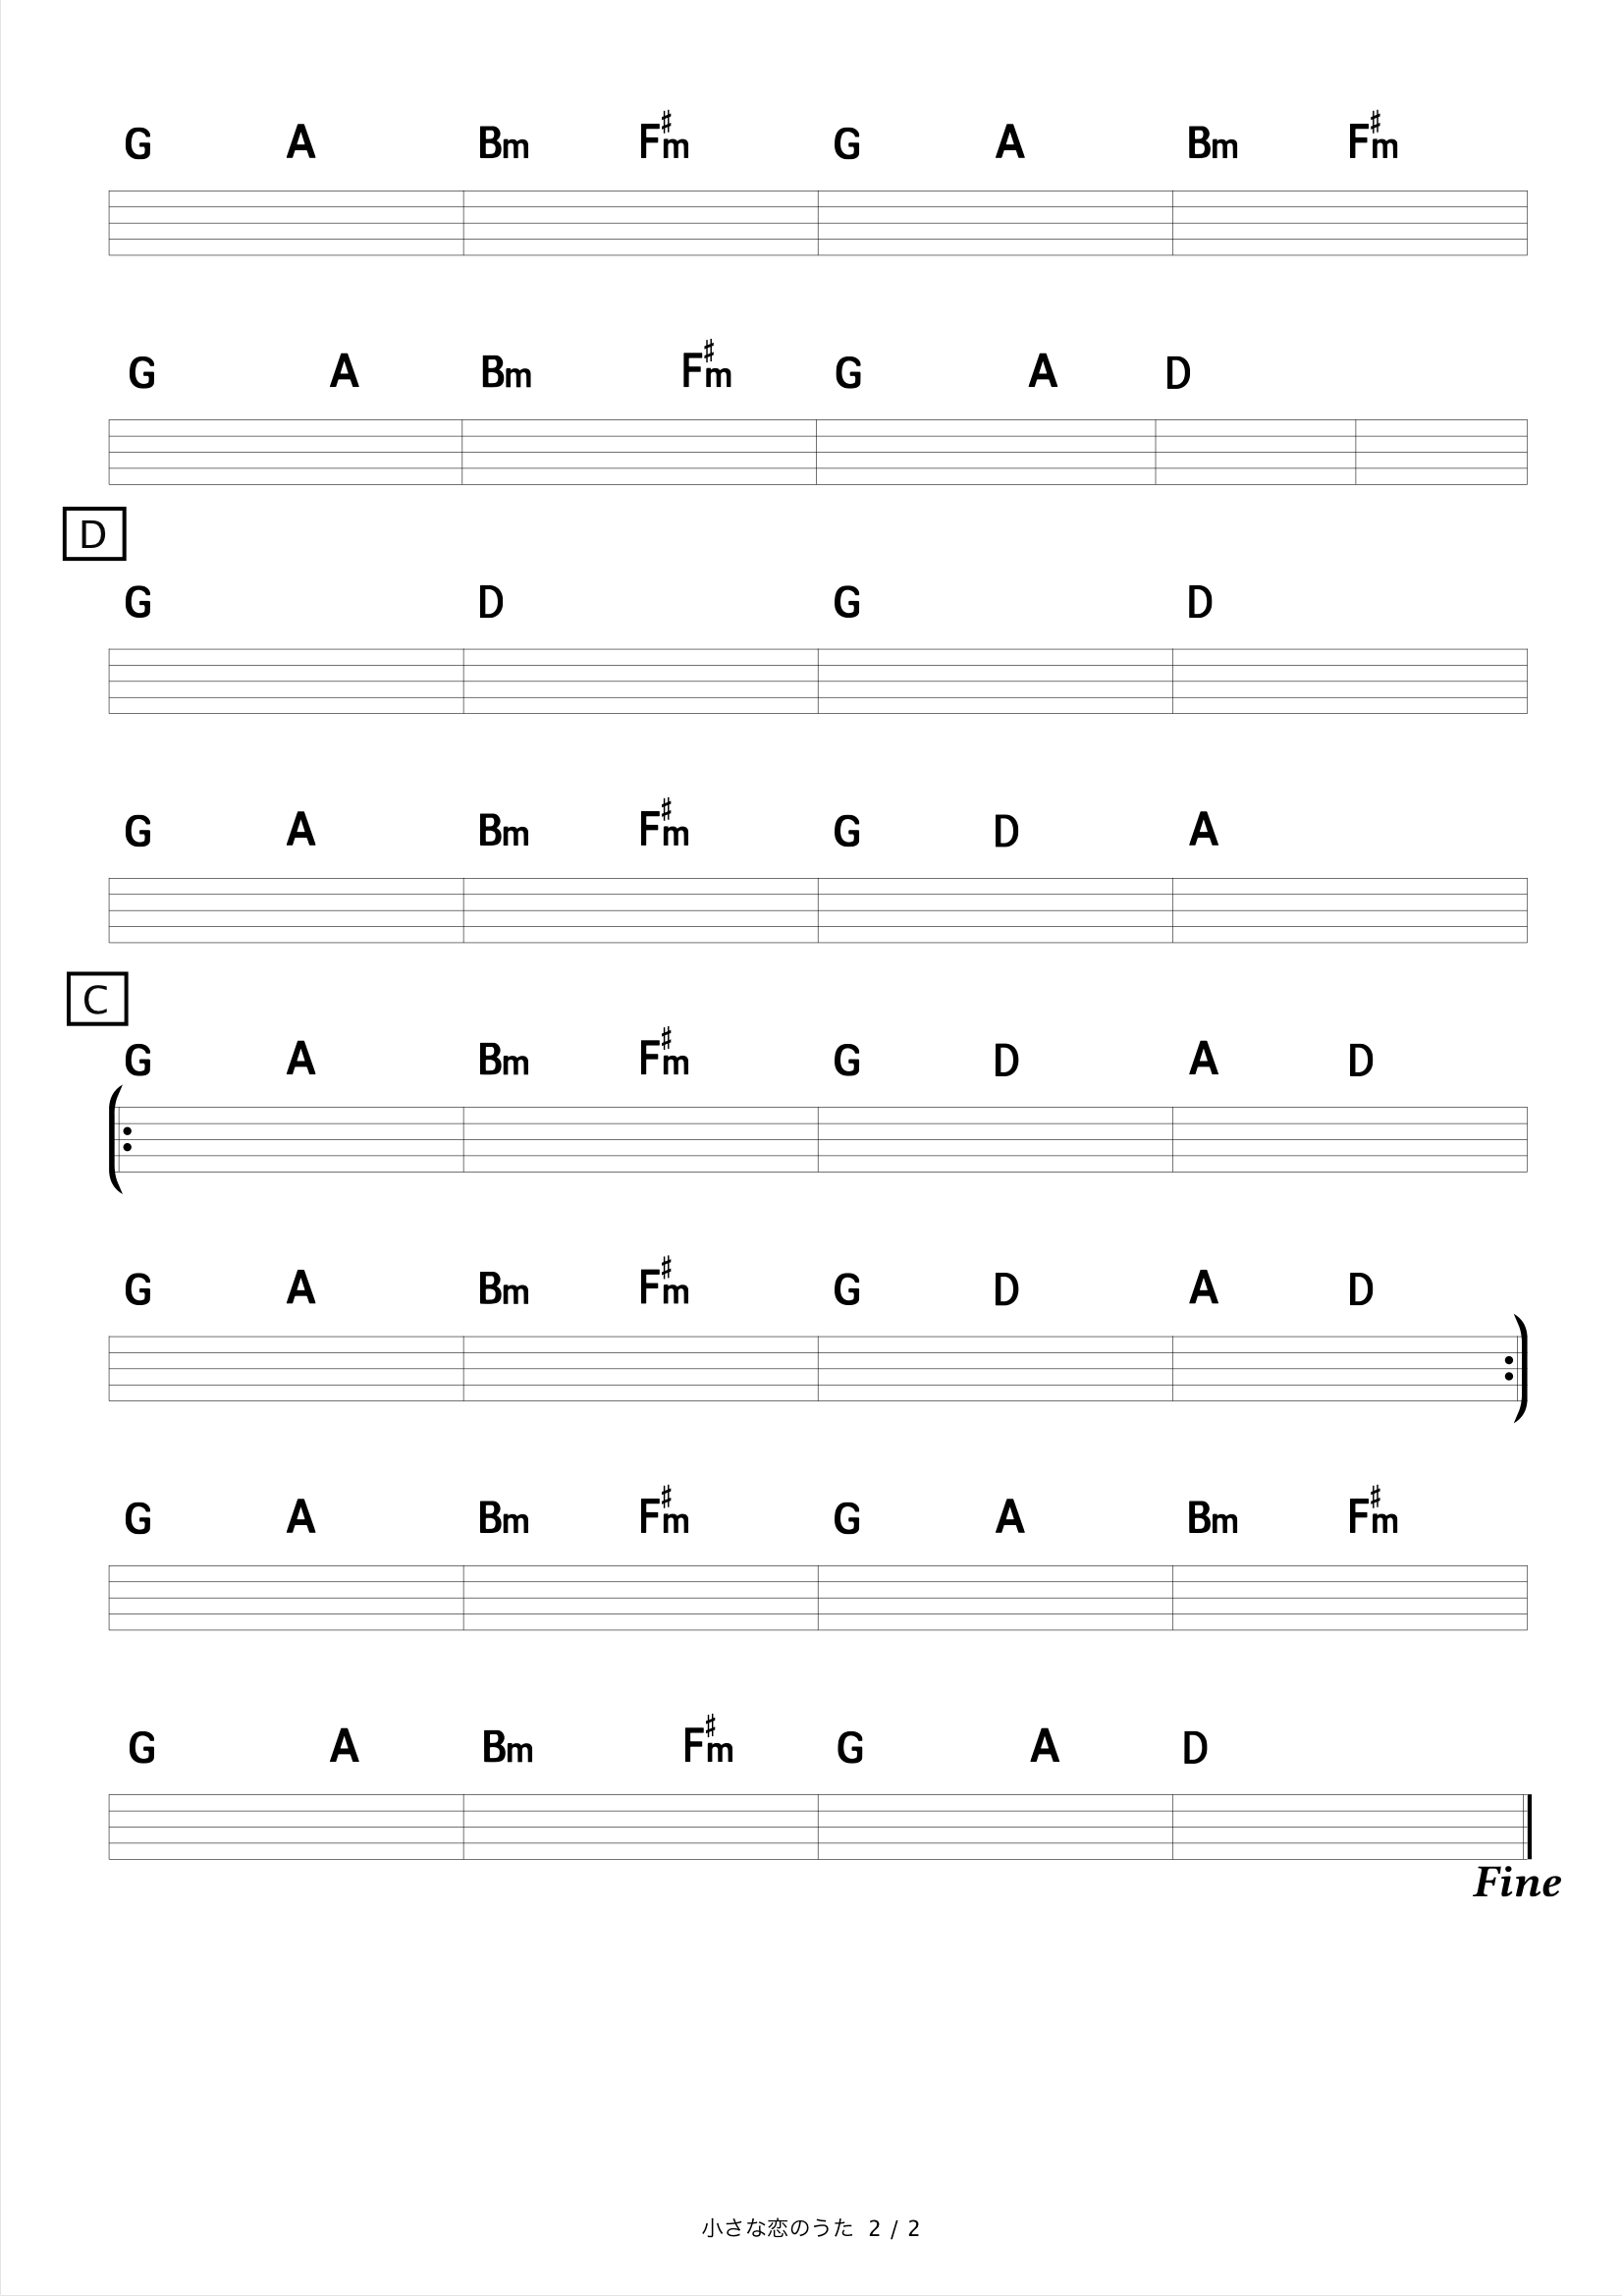 G A Bm F#m G A Bm F#m
G A Bm F#m G A D
D
G D G D
G A Bm F#m G D A
C
G A Bm F#m G D A D
G A Bm F#m G D A D
G A Bm F#m G A Bm F#m
G A Bm F#m G A D
Fine
小さな恋のうた 2 / 2